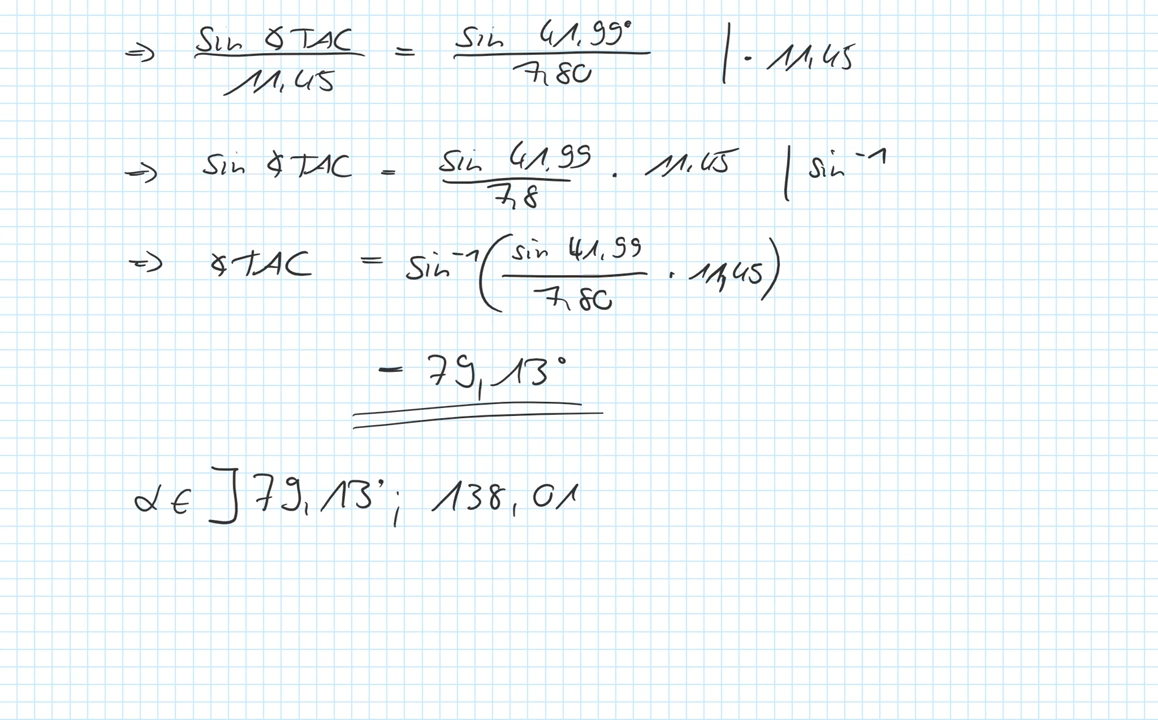 => Sin ∢TAC / 11,45 = sin 41,99° / 7,80 | · 11,45
=> Sin ∢TAC = Sin 41,99 / 7,8 · 11,45 | sin⁻¹
=> ∢TAC = Sin⁻¹(sin 41,99 / 7,80 · 11,45)
= 79,13°
α ∈ ]79,13°; 138,01